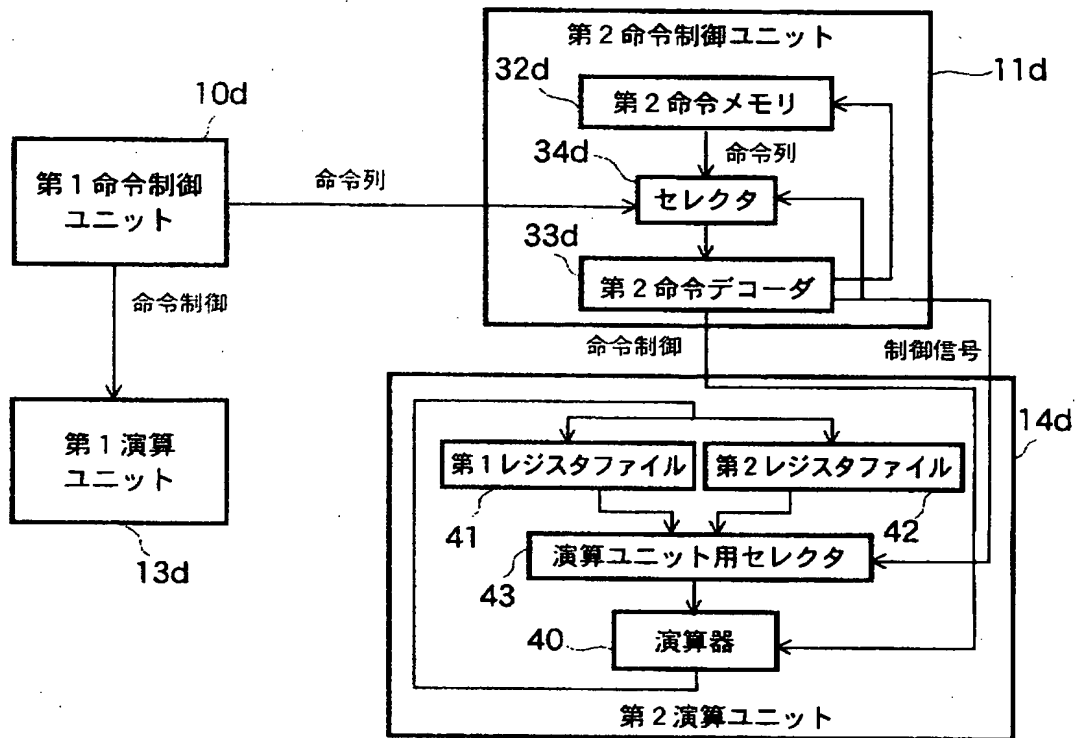 第2命令制御ユニット
11d
32d
第2命令メモリ
10d
34d
命令列
第1命令制御
ユニット
命令列
セレクタ
33d
第2命令デコーダ
命令制御
命令制御
制御信号
14d
第1演算
ユニット
第1レジスタファイル
第2レジスタファイル
41
42
13d
演算ユニット用セレクタ
43
40
演算器
第2演算ユニット